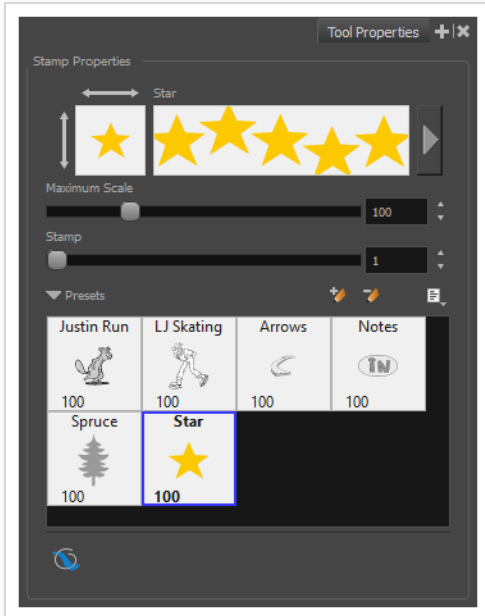 Tool Properties
Stamp Properties
Star
Maximum Scale
100
Stamp
1
Presets
Justin Run LJ Skating Arrows Notes
IN
100 100 100 100
Spruce Star
100 100